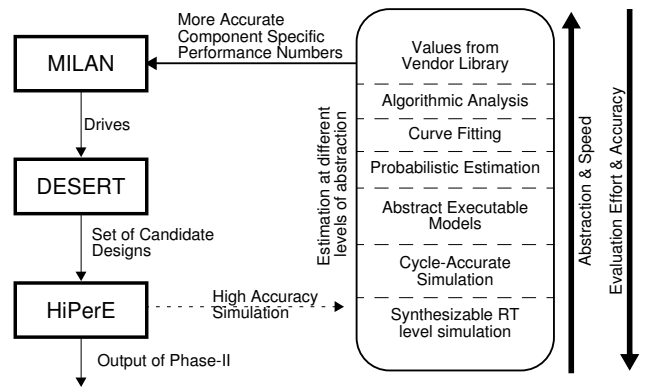 More Accurate
Component Specific
Performance Numbers
MILAN
Drives
DESERT
Set of Candidate
Designs
HiPerE
High Accuracy
Simulation
Output of Phase-II
Estimation at different
levels of abstraction
Values from
Vendor Library
Algorithmic Analysis
Curve Fitting
Probabilistic Estimation
Abstract Executable
Models
Cycle-Accurate
Simulation
Synthesizable RT
level simulation
Abstraction & Speed
Evaluation Effort & Accuracy